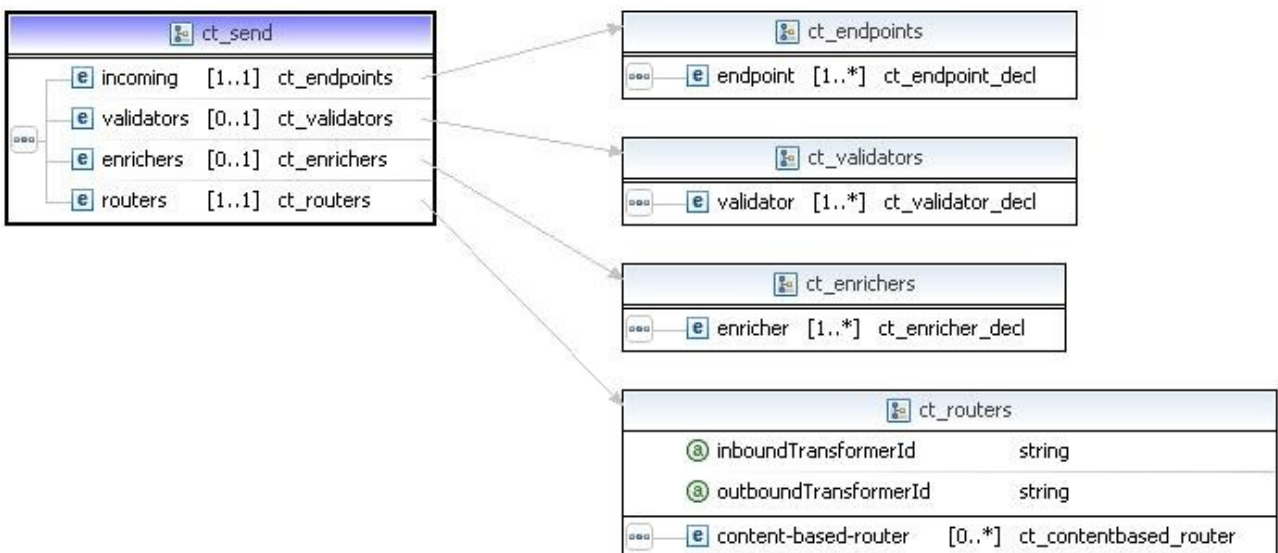 ct_send
e incoming [1..1] ct_endpoints
e validators [0..1] ct_validators
e enrichers [0..1] ct_enrichers
e routers [1..1] ct_routers
ct_endpoints
e endpoint [1..*] ct_endpoint_decl
ct_validators
e validator [1..*] ct_validator_decl
ct_enrichers
e enricher [1..*] ct_enricher_decl
ct_routers
a inboundTransformerId string
a outboundTransformerId string
e content-based-router [0..*] ct_contentbased_router